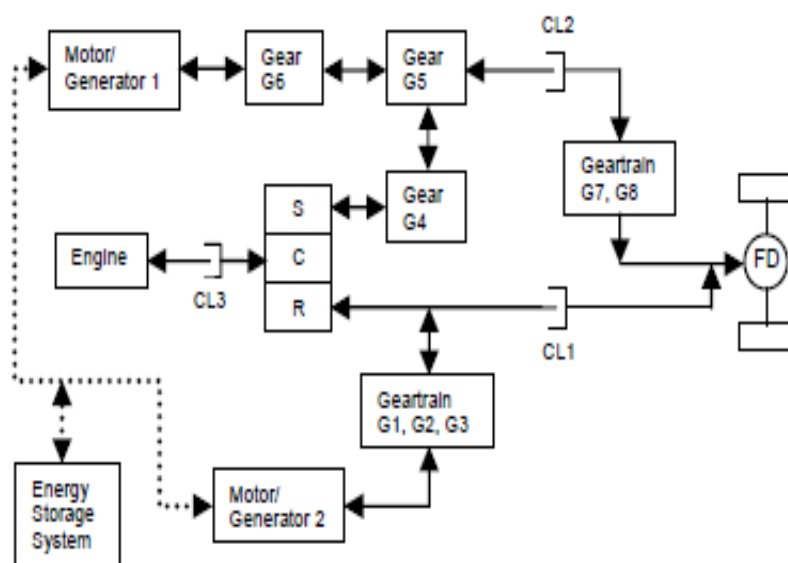 CL2
Motor/
Generator 1
Gear
G6
Gear
G5
Geartrain
G7, G8
S
Gear
G4
Engine
C
FD
CL3
R
CL1
Geartrain
G1, G2, G3
Energy
Storage
System
Motor/
Generator 2